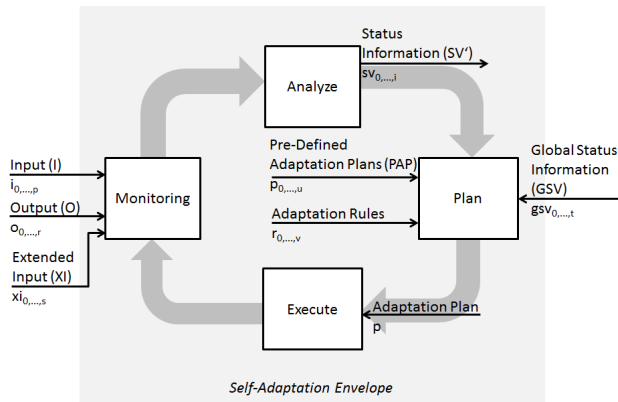 Status
Information (SV‘)
sv0,...,i
Analyze
Input (I)
i0,...,p
Output (O)
o0,...,r
Extended
Input (XI)
xi0,...,s
Monitoring
Pre-Defined
Adaptation Plans (PAP)
p0,...,u
Adaptation Rules
r0,...,v
Plan
Global Status
Information
(GSV)
gsv0,...,t
Execute
Adaptation Plan
p
Self-Adaptation Envelope